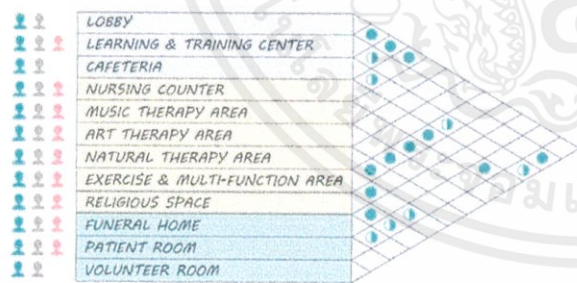 LOBBY
LEARNING & TRAINING CENTER
CAFETERIA
NURSING COUNTER
MUSIC THERAPY AREA
ART THERAPY AREA
NATURAL THERAPY AREA
EXERCISE & MULTI-FUNCTION AREA
RELIGIOUS SPACE
FUNERAL HOME
PATIENT ROOM
VOLUNTEER ROOM